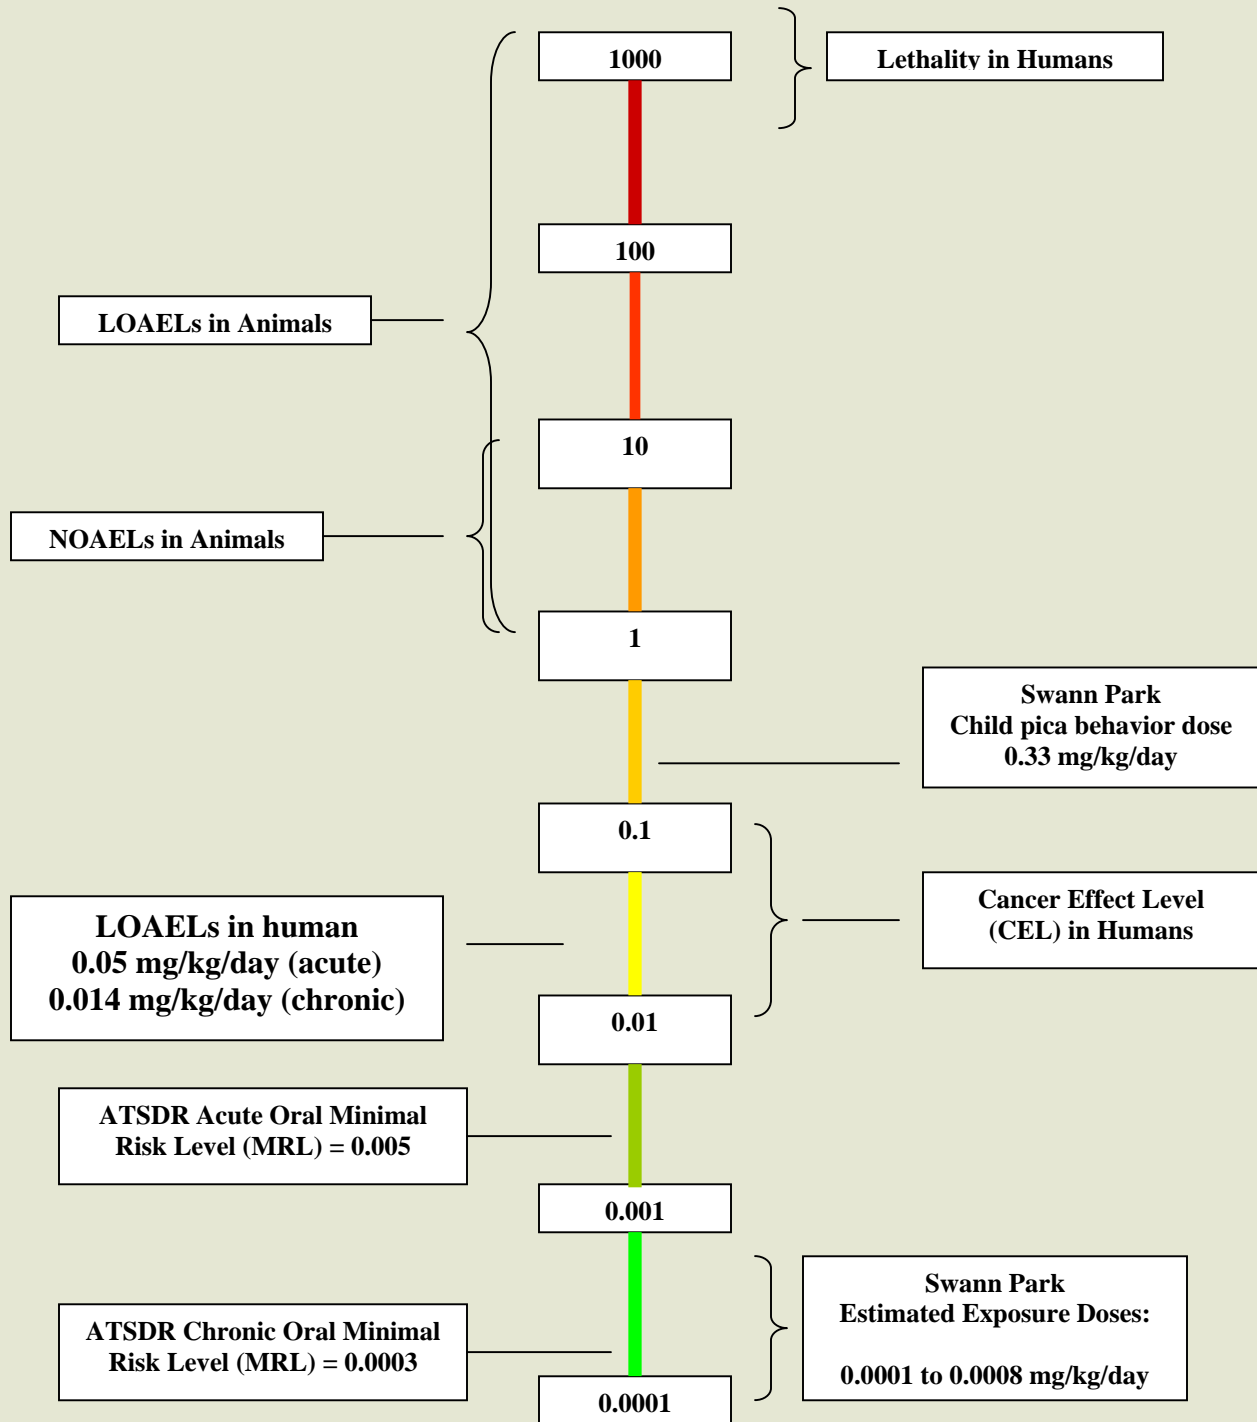 1000
Lethality in Humans
100
LOAELs in Animals
10
NOAELs in Animals
1
Swann Park
Child pica behavior dose
0.33 mg/kg/day
0.1
Cancer Effect Level
(CEL) in Humans
LOAELs in human
0.05 mg/kg/day (acute)
0.014 mg/kg/day (chronic)
0.01
ATSDR Acute Oral Minimal
Risk Level (MRL) = 0.005
0.001
Swann Park
Estimated Exposure Doses:
0.0001 to 0.0008 mg/kg/day
ATSDR Chronic Oral Minimal
Risk Level (MRL) = 0.0003
0.0001